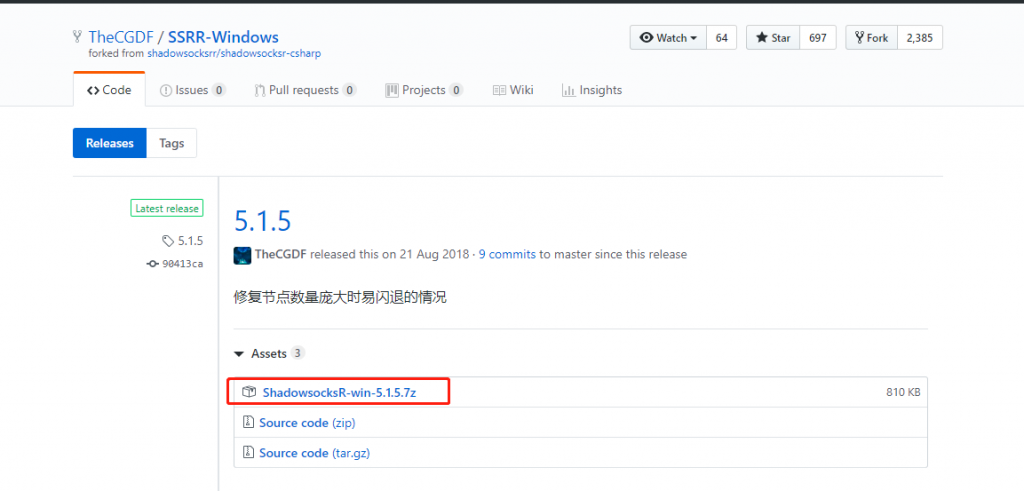 TheCGDF / SSRR-Windows
Watch 64 Star 697 Fork 2,385
forked from shadowsocksrr/shadowsocksr-csharp
Code Issues 0 Pull requests 0 Projects 0 Wiki Insights
Releases Tags
Latest release
5.1.5
90413ca
5.1.5
TheCGDF released this on 21 Aug 2018 · 9 commits to master since this release
修复节点数量庞大时易闪退的情况
Assets 3
ShadowsocksR-win-5.1.5.7z 810 KB
Source code (zip)
Source code (tar.gz)